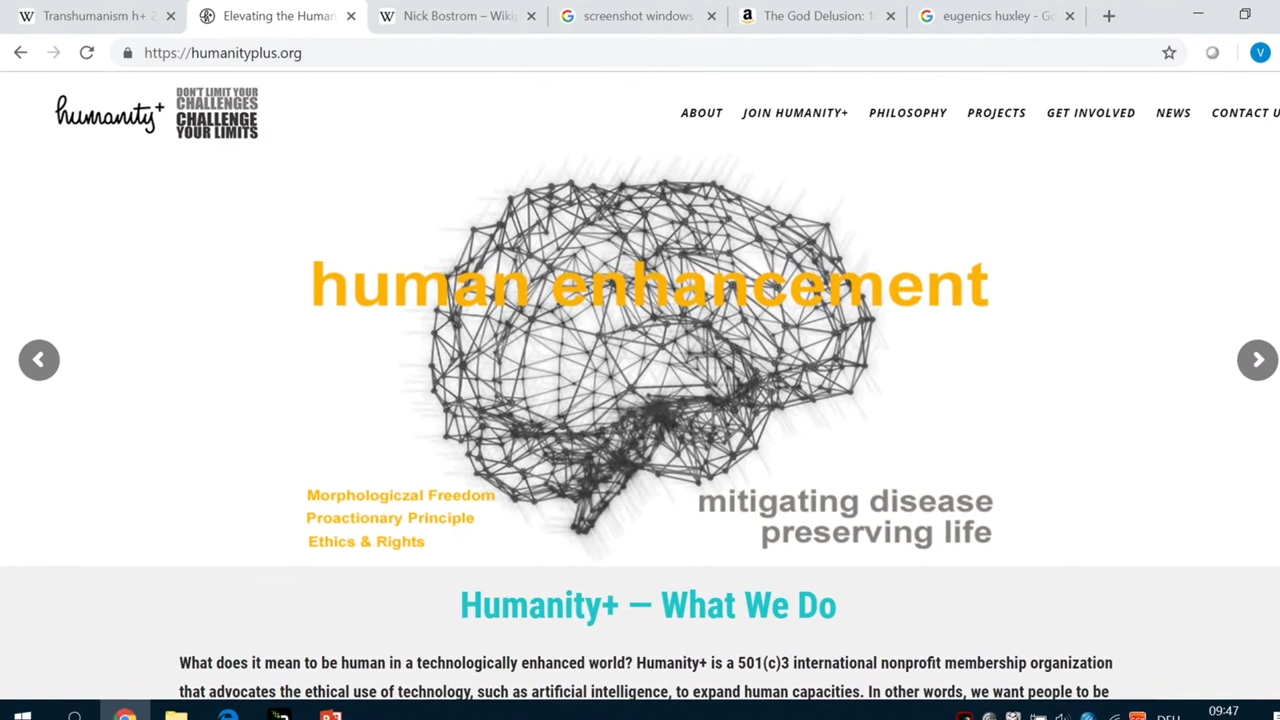 Transhumanism h+ 2
Elevating the Human
Nick Bostrom – Wiki
screenshot windows
The God Delusion: 1
eugenics huxley - Go
https://humanityplus.org
V
humanity+
DON'T LIMIT YOUR
CHALLENGES
CHALLENGE
YOUR LIMITS
ABOUT JOIN HUMANITY+ PHILOSOPHY PROJECTS GET INVOLVED NEWS CONTACT U
human enhancement
Morphologiczal Freedom
Proactionary Principle
Ethics & Rights
mitigating disease
preserving life
Humanity+ — What We Do
What does it mean to be human in a technologically enhanced world? Humanity+ is a 501(c)3 international nonprofit membership organization
that advocates the ethical use of technology, such as artificial intelligence, to expand human capacities. In other words, we want people to be
09:47